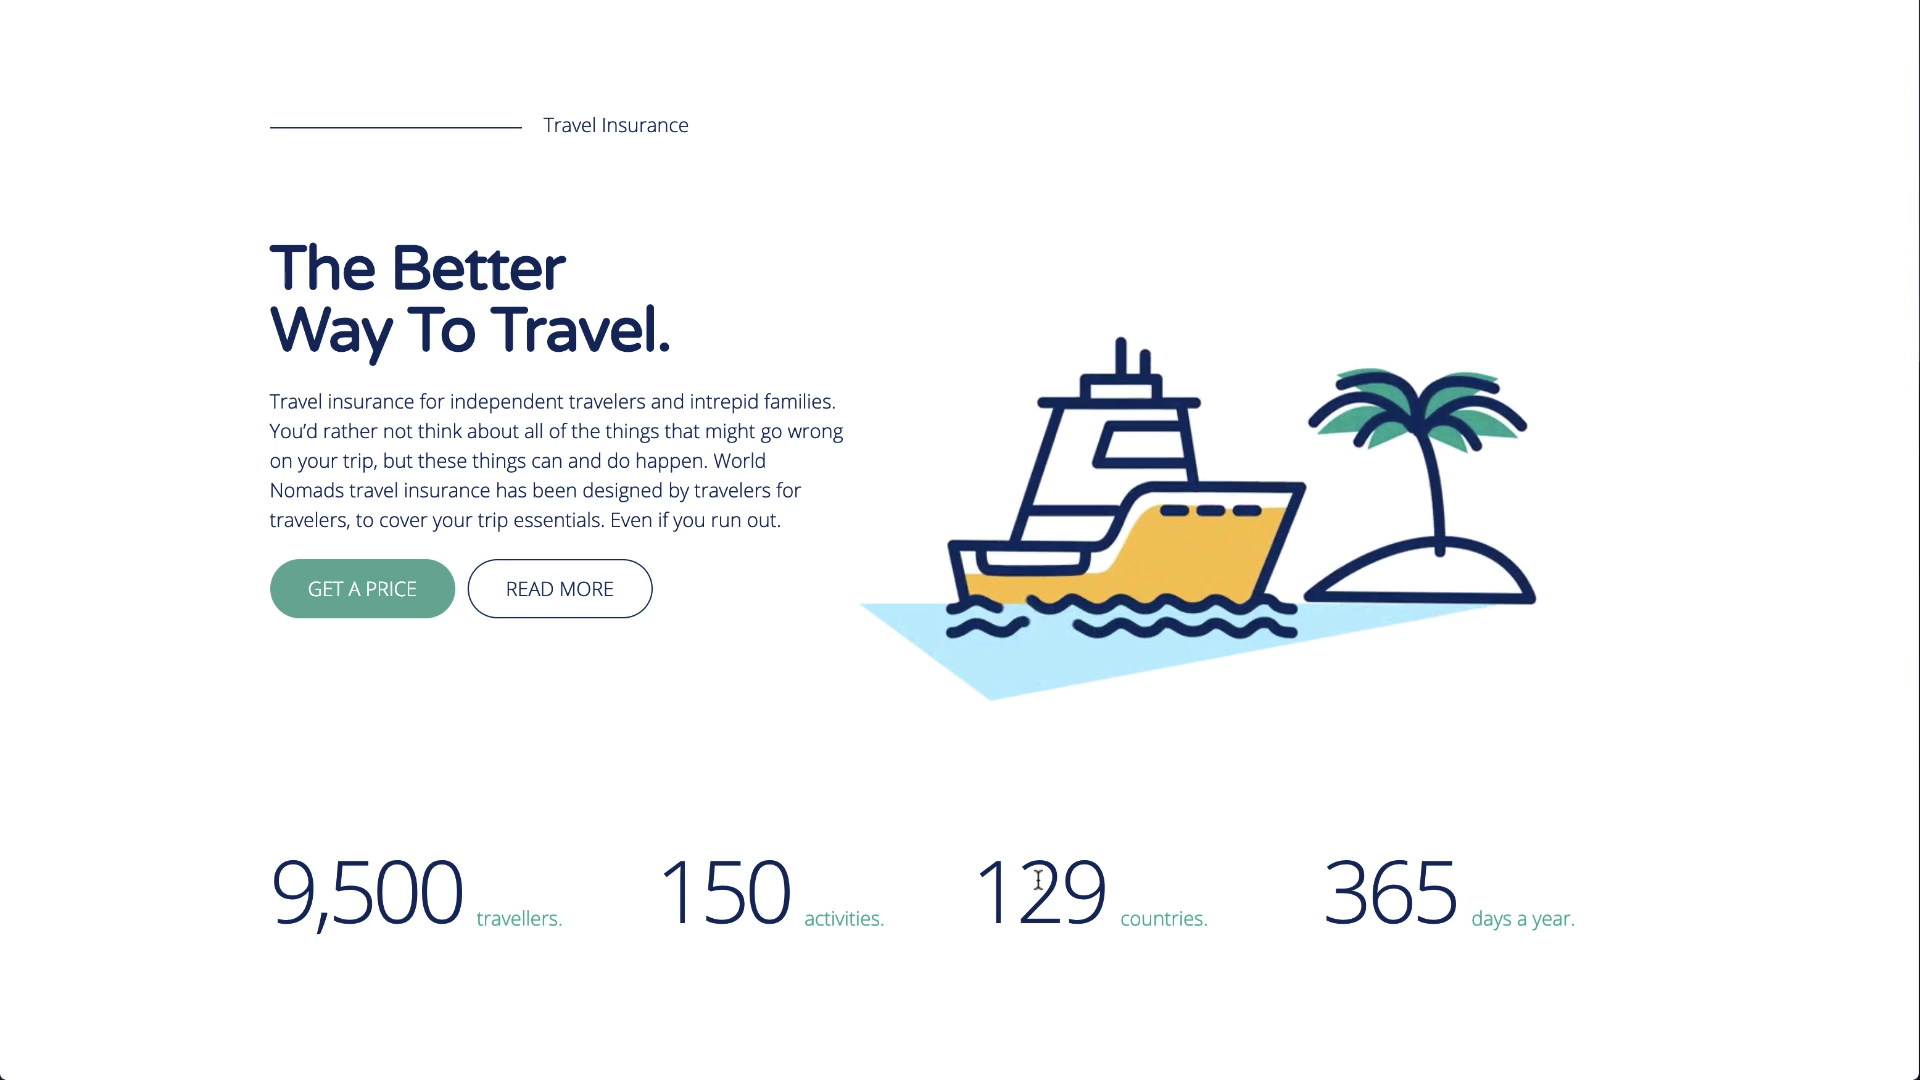 Travel Insurance
The Better
Way To Travel.
Travel insurance for independent travelers and intrepid families.
You’d rather not think about all of the things that might go wrong
on your trip, but these things can and do happen. World
Nomads travel insurance has been designed by travelers for
travelers, to cover your trip essentials. Even if you run out.
GET A PRICE
READ MORE
9,500 travellers.
150 activities.
129 countries.
365 days a year.